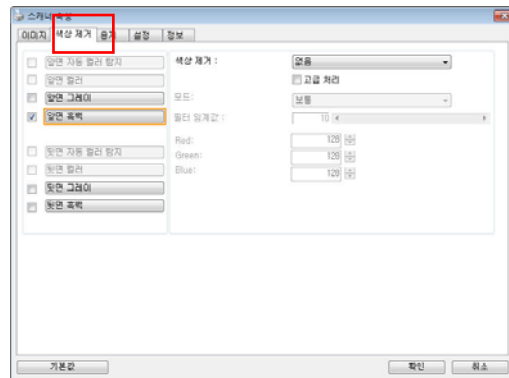 스캐너 속성
이미지 색상 제거 용지 설정 정보
앞면 자동 컬러 탐지
앞면 컬러
앞면 그레이
앞면 흑백
뒷면 자동 컬러 탐지
뒷면 컬러
뒷면 그레이
뒷면 흑백
색상 제거 : 없음
고급 처리
모드: 보통
필터 임계값 : 10
Red: 128
Green: 128
Blue: 128
기본값 확인 취소